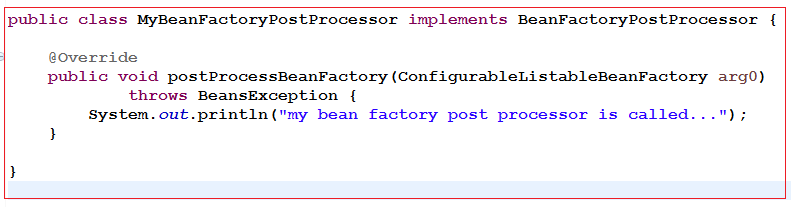 public class MyBeanFactoryPostProcessor implements BeanFactoryPostProcessor {
@Override
public void postProcessBeanFactory(ConfigurableListableBeanFactory arg0)
throws BeansException {
System.out.println("my bean factory post processor is called...");
}
}